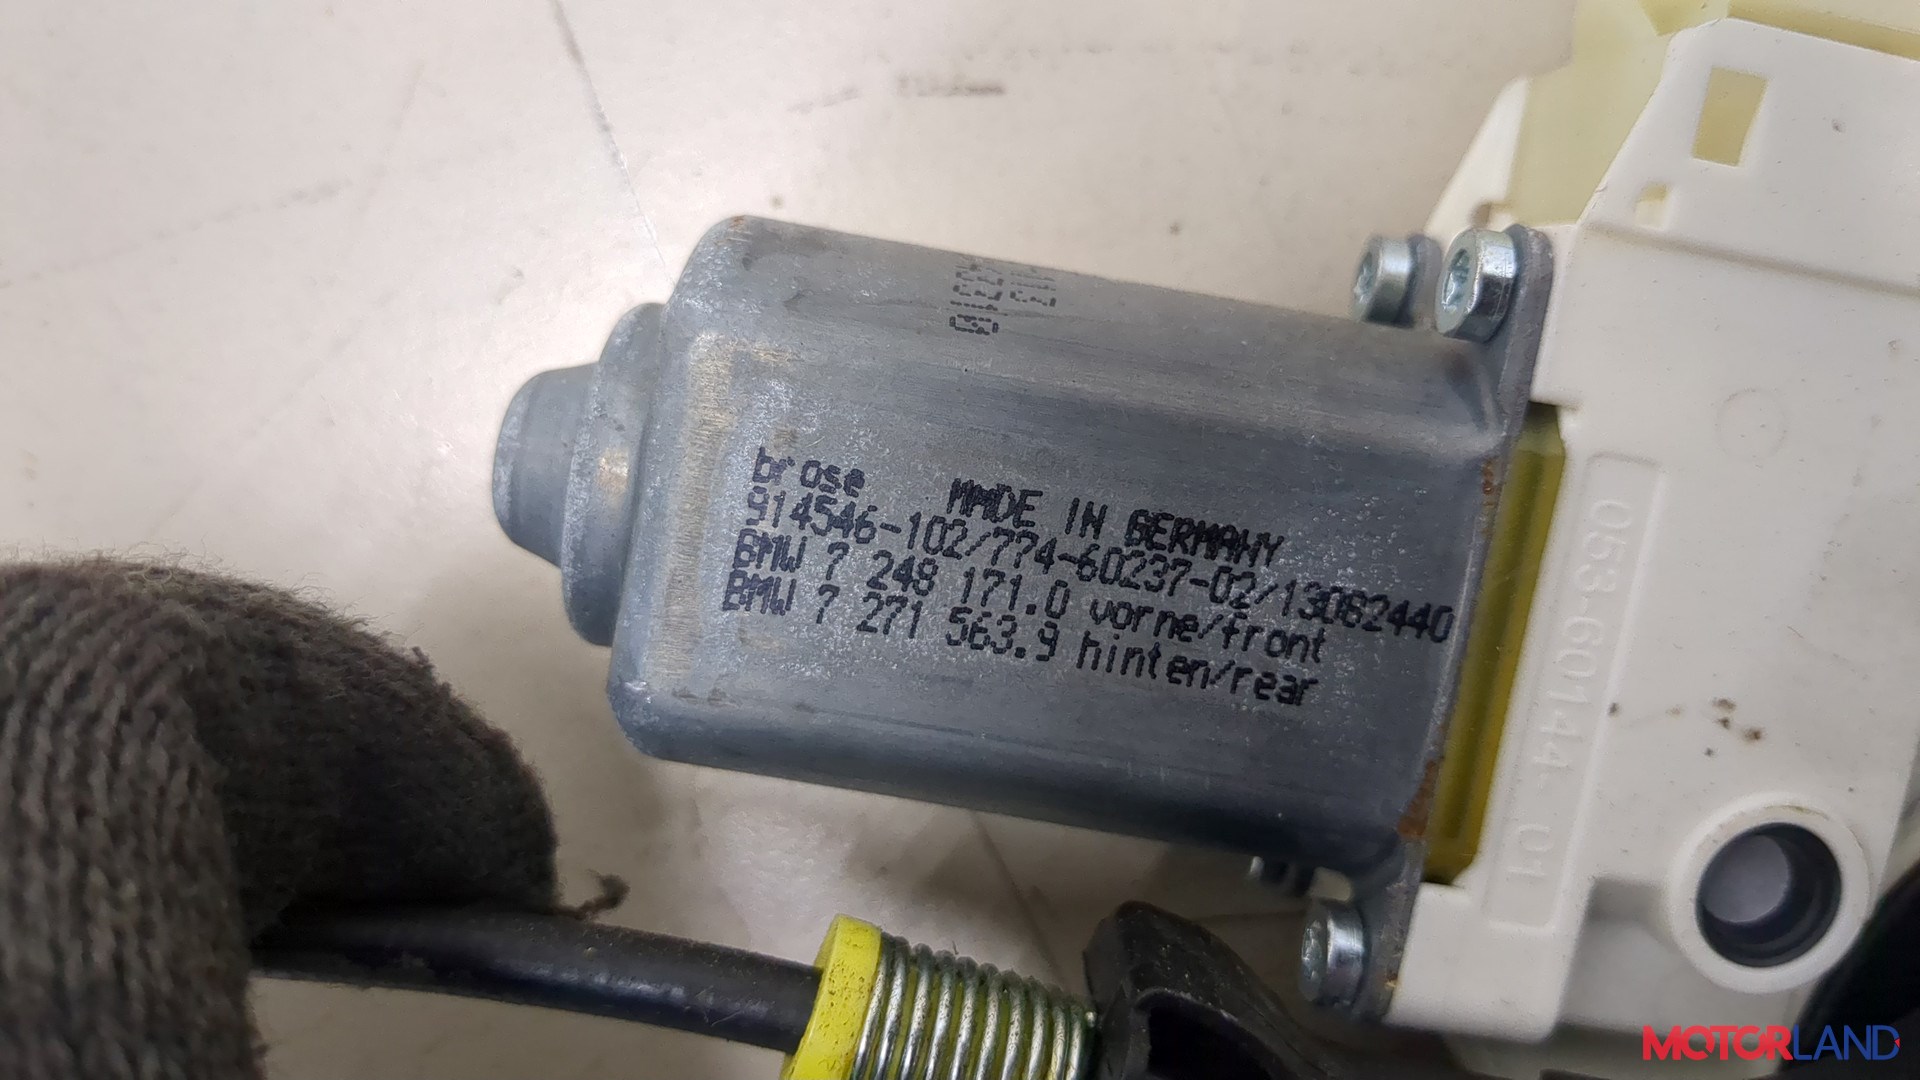 brose MADE IN GERMANY
914546-102/774-60237-02/13082440
BMW 7 248 171.0 vorne/front
BMW 7 271 563.9 hinten/rear
053-60144-01
MOTORLAND